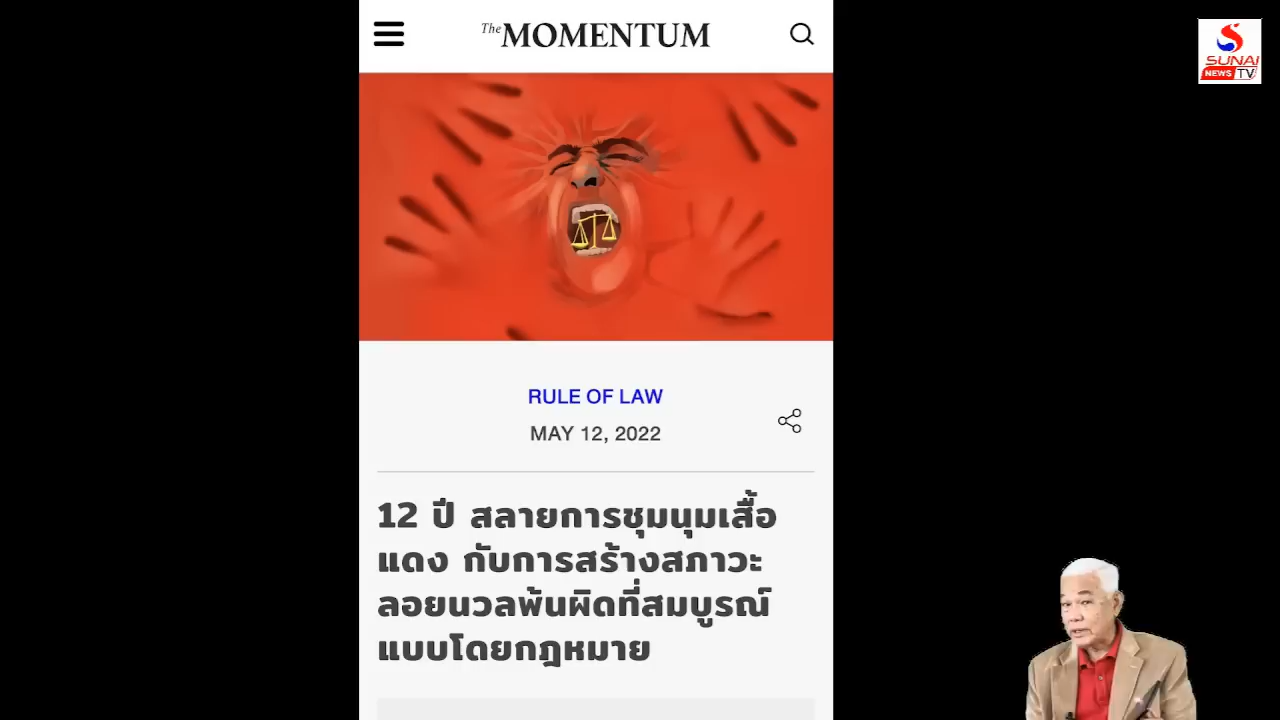 The MOMENTUM
SUNAI
NEWS TV
RULE OF LAW
MAY 12, 2022
12 ปี สลายการชุมนุมเสื้อ
แดง กับการสร้างสภาวะ
ลอยนวลพ้นผิดที่สมบูรณ์
แบบโดยกฎหมาย